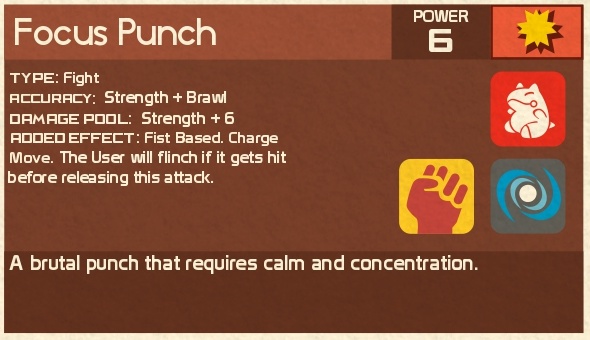 Focus Punch
POWER
6
TYPE: Fight
ACCURACY: Strength + Brawl
DAMAGE POOL: Strength + 6
ADDED EFFECT: Fist Based. Charge
Move. The User will flinch if it gets hit
before releasing this attack.
A brutal punch that requires calm and concentration.